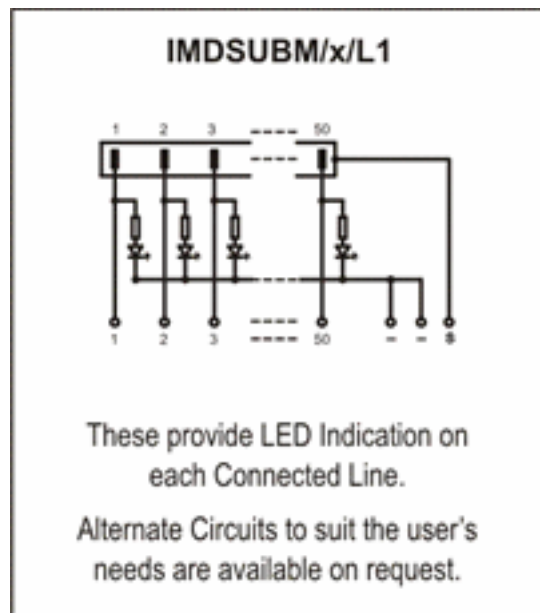 IMDSUBM/x/L1
1 2 3 ---- 50
1 2 3 ---- 50 – – S
These provide LED Indication on
each Connected Line.
Alternate Circuits to suit the user's
needs are available on request.